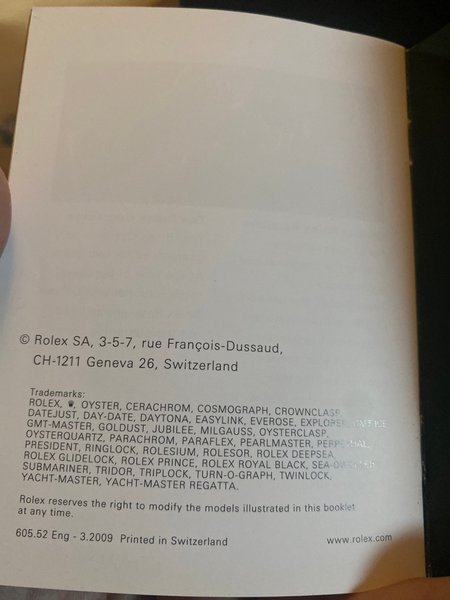 © Rolex SA, 3-5-7, rue François-Dussaud,
CH-1211 Geneva 26, Switzerland
Trademarks:
ROLEX, OYSTER, CERACHROM, COSMOGRAPH, CROWNCLASP,
DATEJUST, DAY-DATE, DAYTONA, EASYLINK, EVEROSE, EXPLORER,
GMT-MASTER, GOLDUST, JUBILEE, MILGAUSS, OYSTERCLASP,
OYSTERQUARTZ, PARACHROM, PARAFLEX, PEARLMASTER, PERPETUAL,
PRESIDENT, RINGLOCK, ROLESIUM, ROLESOR, ROLEX DEEPSEA
ROLEX GLIDELOCK, ROLEX PRINCE, ROLEX ROYAL BLACK,
SUBMARINER, TRIDOR, TRIPLOCK, TURN-O-GRAPH, TWINLOCK,
YACHT-MASTER, YACHT-MASTER REGATTA.
Rolex reserves the right to modify the models illustrated in this booklet
at any time.
605.52 Eng - 3.2009 Printed in Switzerland
www.rolex.com